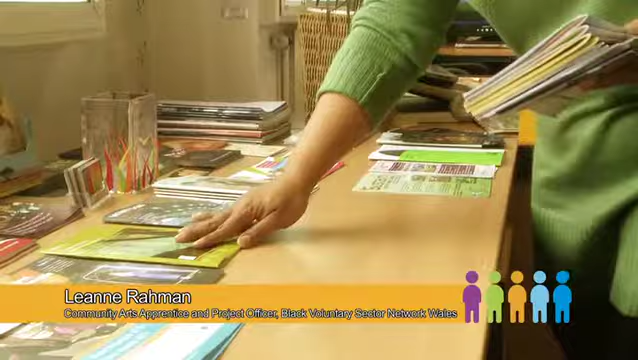 Leanne Rahman
Community Arts Apprentice and Project Officer, Black Voluntary Sector Network Wales